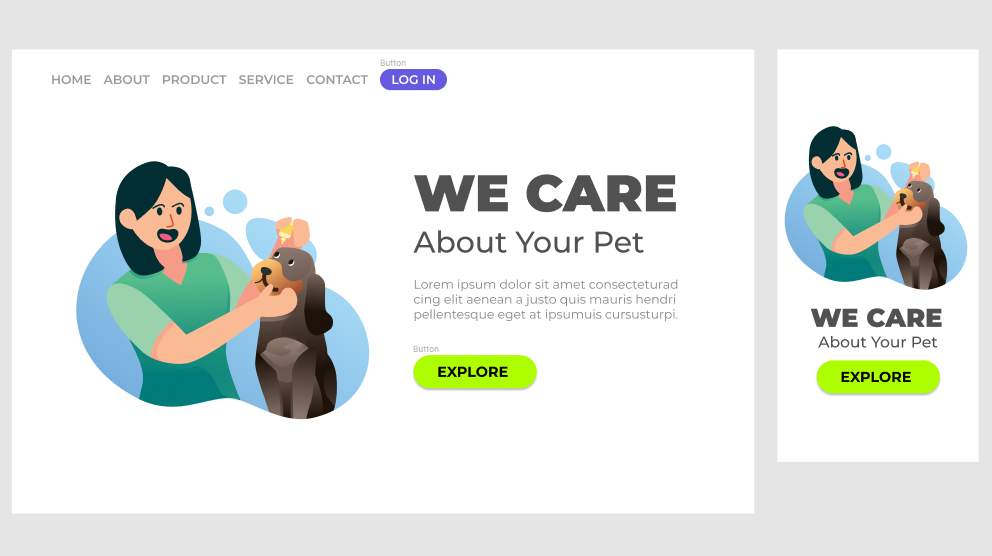 Button
HOME ABOUT PRODUCT SERVICE CONTACT LOG IN
WE CARE
About Your Pet
Lorem ipsum dolor sit amet consecteturad
cing elit aenean a justo quis mauris hendri
pellentesque eget at ipsumuis cursusturpi.
Button
EXPLORE
WE CARE
About Your Pet
EXPLORE